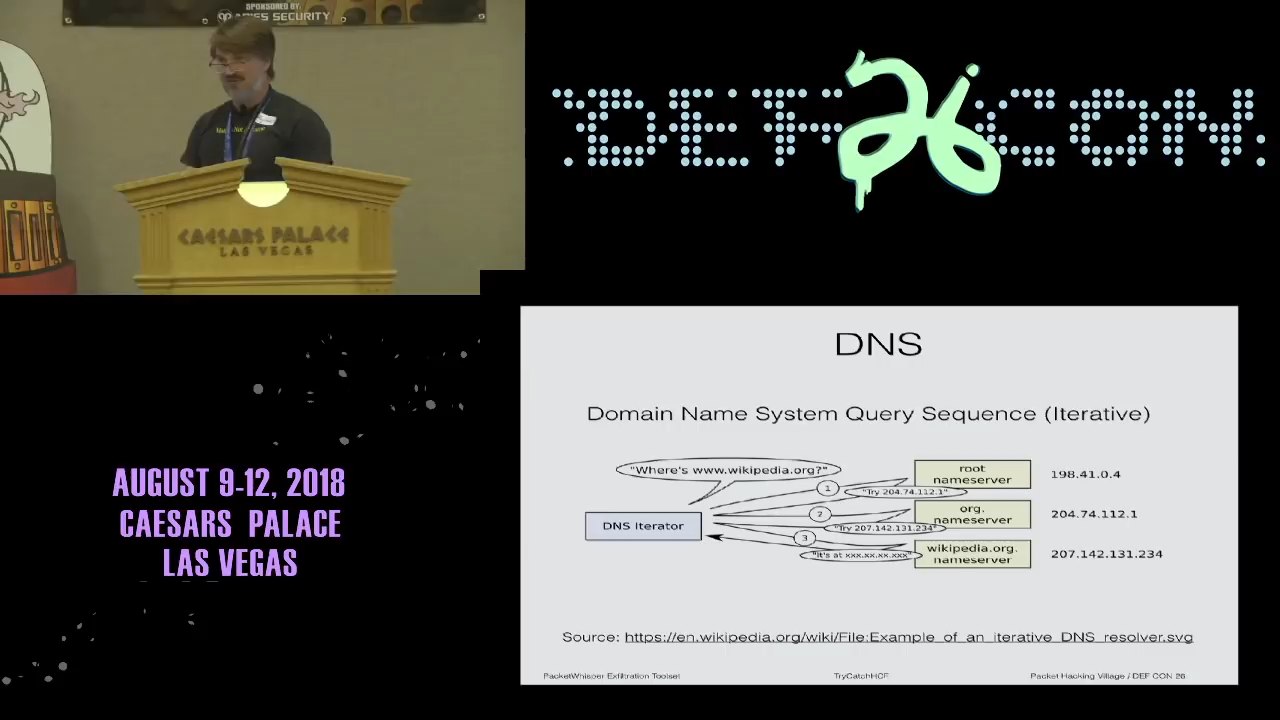 SPONSORED BY:
ARIES SECURITY
CAESARS PALACE
LAS VEGAS
DEF CON
26
AUGUST 9-12, 2018
CAESARS PALACE
LAS VEGAS
DNS
Domain Name System Query Sequence (Iterative)
"Where's www.wikipedia.org?"
DNS Iterator
1
"Try 204.74.112.1"
root
nameserver
198.41.0.4
2
"Try 207.142.131.234"
org.
nameserver
204.74.112.1
3
"It's at xxx.xx.xx.xxx"
wikipedia.org.
nameserver
207.142.131.234
Source: https://en.wikipedia.org/wiki/File:Example_of_an_iterative_DNS_resolver.svg
PacketWhisper Exfiltration Toolset
TryCatchHCF
Packet Hacking Village / DEF CON 26